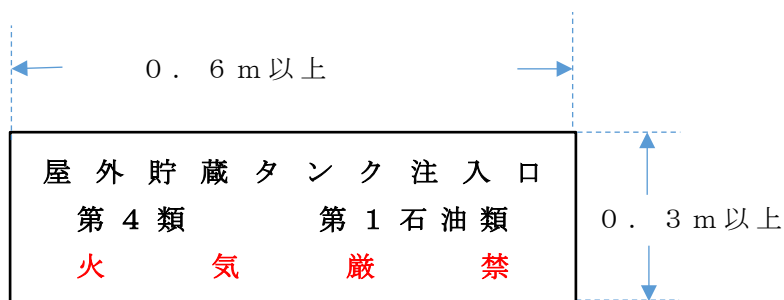 ０．６ｍ以上
屋外貯蔵タンク注入口
第４類　第１石油類
０．３ｍ以上
火気厳禁